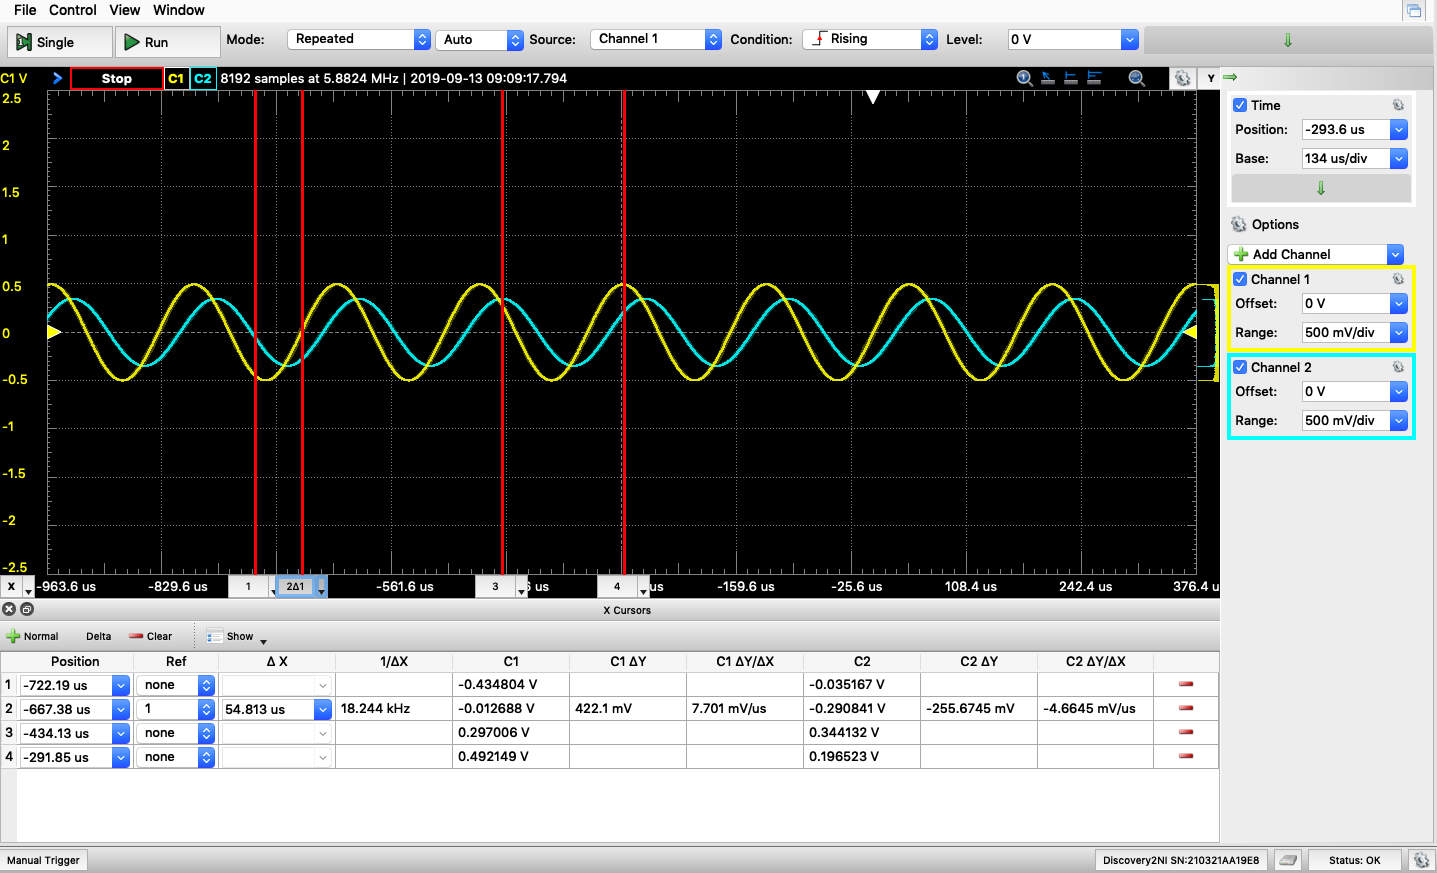 File Control View Window
Single Run Mode: Repeated Auto Source: Channel 1 Condition: Rising Level: 0 V
C1 V Stop C1 C2 8192 samples at 5.8824 MHz | 2019-09-13 09:09:17.794 Y
2.5
2
1.5
1
0.5
0
-0.5
-1
-1.5
-2
-2.5
X -963.6 us -829.6 us 1 2Δ1 -561.6 us 3 us 4 us -159.6 us -25.6 us 108.4 us 242.4 us 376.4 u
Time
Position: -293.6 us
Base: 134 us/div
Options
Add Channel
Channel 1
Offset: 0 V
Range: 500 mV/div
Channel 2
Offset: 0 V
Range: 500 mV/div
X Cursors
Normal Delta Clear Show
Position Ref Δ X 1/ΔX C1 C1 ΔY C1 ΔY/ΔX C2 C2 ΔY C2 ΔY/ΔX
1 -722.19 us none -0.434804 V -0.035167 V
2 -667.38 us 1 54.813 us 18.244 kHz -0.012688 V 422.1 mV 7.701 mV/us -0.290841 V -255.6745 mV -4.6645 mV/us
3 -434.13 us none 0.297006 V 0.344132 V
4 -291.85 us none 0.492149 V 0.196523 V
Manual Trigger Discovery2NI SN:210321AA19E8 Status: OK